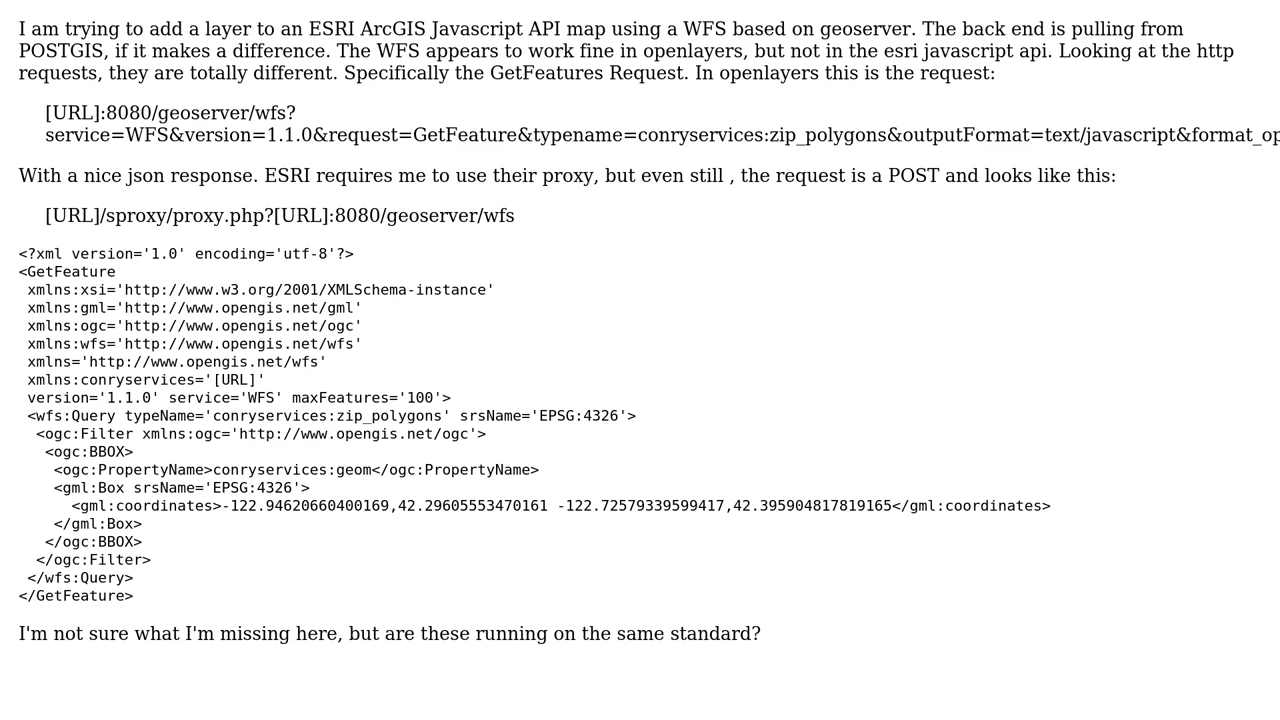 I am trying to add a layer to an ESRI ArcGIS Javascript API map using a WFS based on geoserver. The back end is pulling from
POSTGIS, if it makes a difference. The WFS appears to work fine in openlayers, but not in the esri javascript api. Looking at the http
requests, they are totally different. Specifically the GetFeatures Request. In openlayers this is the request:
[URL]:8080/geoserver/wfs?
service=WFS&version=1.1.0&request=GetFeature&typename=conryservices:zip_polygons&outputFormat=text/javascript&format_op
With a nice json response. ESRI requires me to use their proxy, but even still , the request is a POST and looks like this:
[URL]/sproxy/proxy.php?[URL]:8080/geoserver/wfs
<?xml version='1.0' encoding='utf-8'?>
<GetFeature
xmlns:xsi='http://www.w3.org/2001/XMLSchema-instance'
xmlns:gml='http://www.opengis.net/gml'
xmlns:ogc='http://www.opengis.net/ogc'
xmlns:wfs='http://www.opengis.net/wfs'
xmlns='http://www.opengis.net/wfs'
xmlns:conryservices='[URL]'
version='1.1.0' service='WFS' maxFeatures='100'>
<wfs:Query typeName='conryservices:zip_polygons' srsName='EPSG:4326'>
<ogc:Filter xmlns:ogc='http://www.opengis.net/ogc'>
<ogc:BBOX>
<ogc:PropertyName>conryservices:geom</ogc:PropertyName>
<gml:Box srsName='EPSG:4326'>
<gml:coordinates>-122.94620660400169,42.29605553470161 -122.72579339599417,42.395904817819165</gml:coordinates>
</gml:Box>
</ogc:BBOX>
</ogc:Filter>
</wfs:Query>
</GetFeature>
I'm not sure what I'm missing here, but are these running on the same standard?